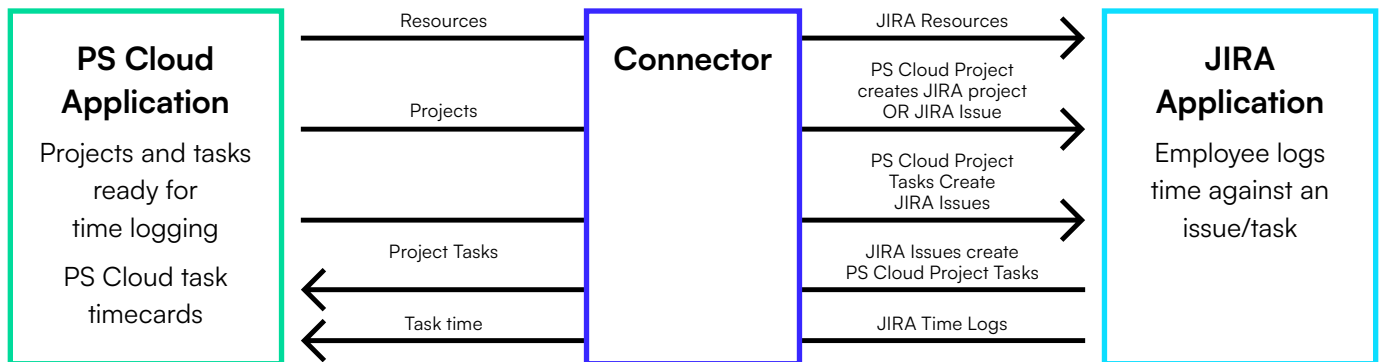 PS Cloud
Application
Projects and tasks
ready for
time logging
PS Cloud task
timecards
Resources
Projects
Project Tasks
Task time
Connector
JIRA Resources
PS Cloud Project
creates JIRA project
OR JIRA Issue
PS Cloud Project
Tasks Create
JIRA Issues
JIRA Issues create
PS Cloud Project Tasks
JIRA Time Logs
JIRA
Application
Employee logs
time against an
issue/task